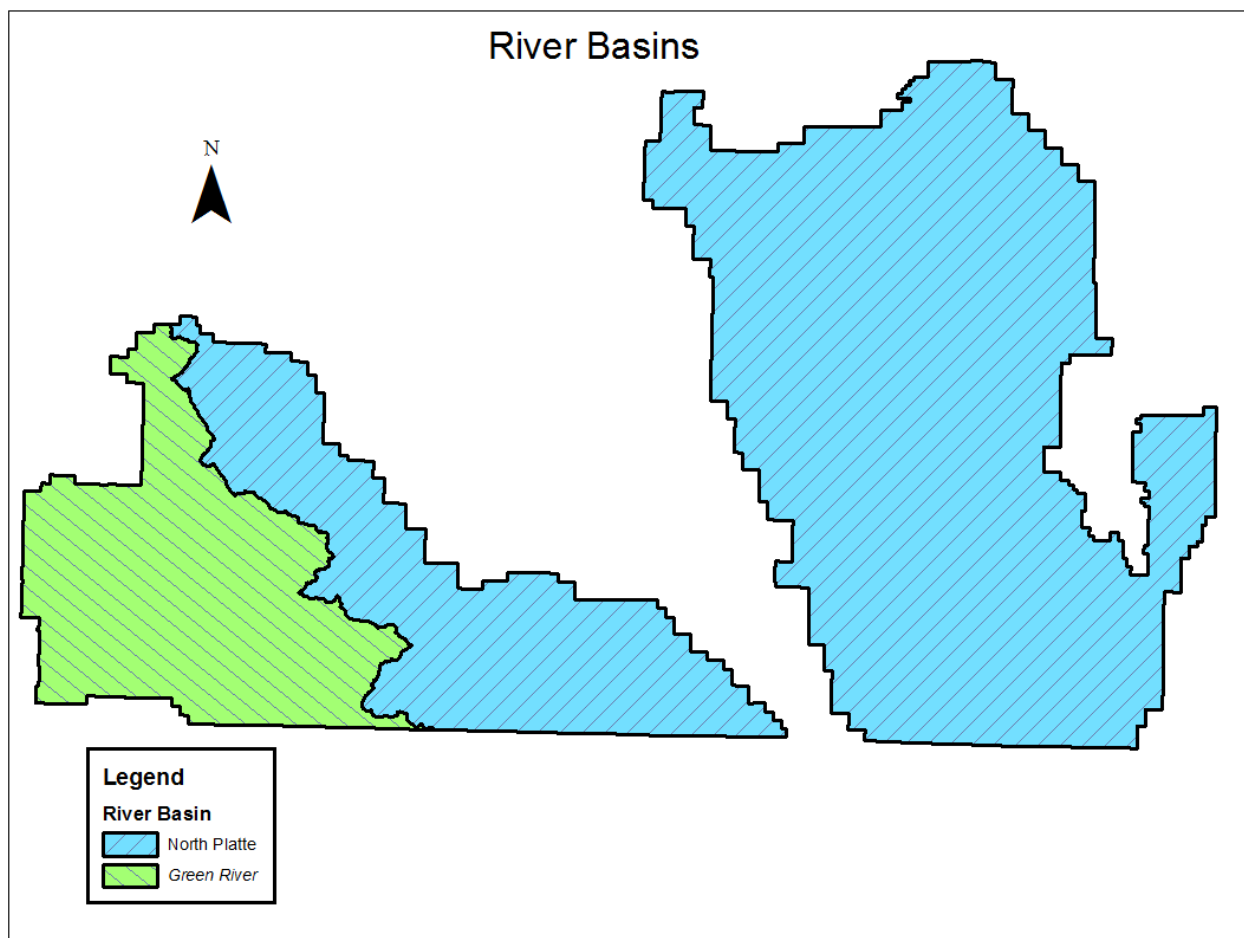 River Basins
N
Legend
River Basin
North Platte
Green River